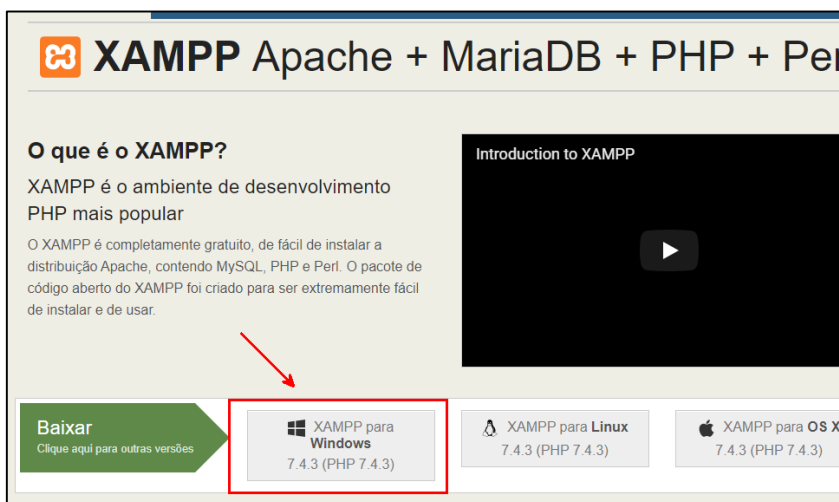 XAMPP Apache + MariaDB + PHP +
O que é o XAMPP?
XAMPP é o ambiente de desenvolvimento
PHP mais popular
O XAMPP é completamente gratuito, de fácil de instalar a
distribuição Apache, contendo MySQL, PHP e Perl. O pacote de
código aberto do XAMPP foi criado para ser extremamente fácil
de instalar e de usar.
Introduction to XAMPP
Baixar
Clique aqui para outras versões
XAMPP para
Windows
7.4.3 (PHP 7.4.3)
XAMPP para Linux
7.4.3 (PHP 7.4.3)
XAMPP para OS X
7.4.3 (PHP 7.4.3)